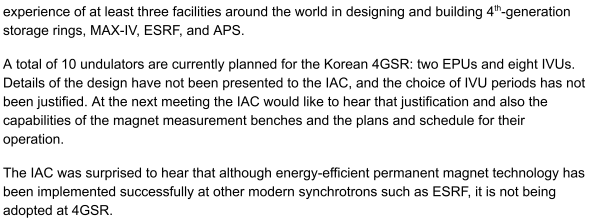 experience of at least three facilities around the world in designing and building 4th-generation
storage rings, MAX-IV, ESRF, and APS.
A total of 10 undulators are currently planned for the Korean 4GSR: two EPUs and eight IVUs.
Details of the design have not been presented to the IAC, and the choice of IVU periods has not
been justified. At the next meeting the IAC would like to hear that justification and also the
capabilities of the magnet measurement benches and the plans and schedule for their
operation.
The IAC was surprised to hear that although energy-efficient permanent magnet technology has
been implemented successfully at other modern synchrotrons such as ESRF, it is not being
adopted at 4GSR.